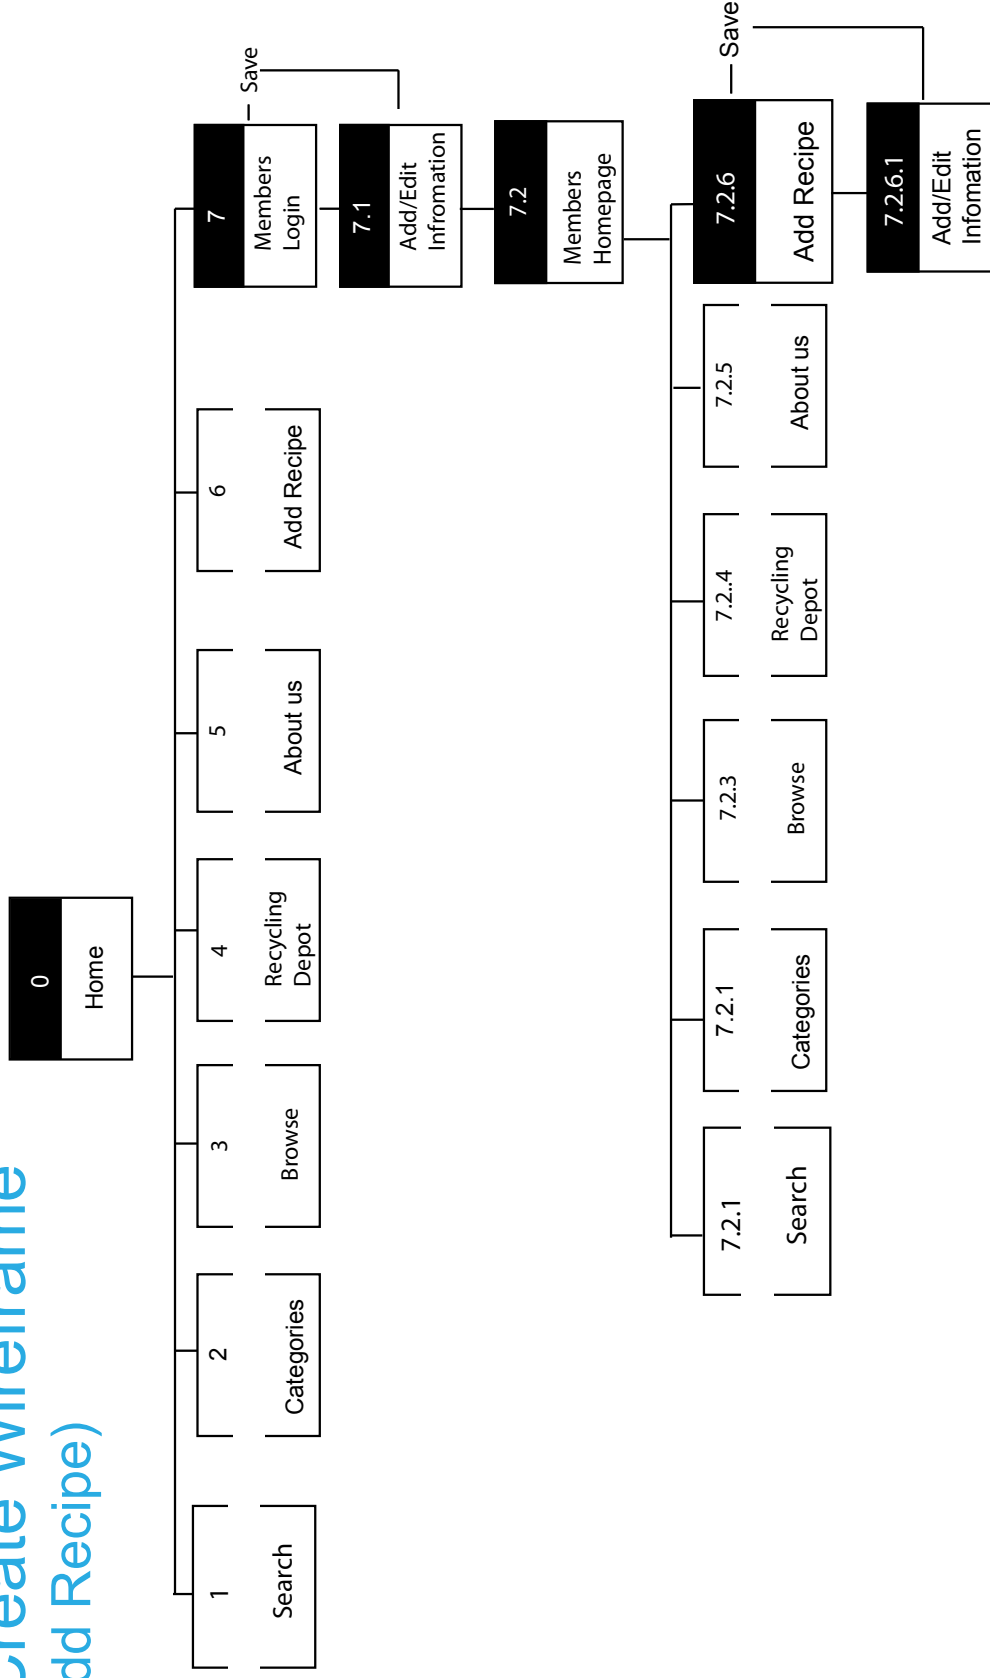 Create Wireframe
dd Recipe)
0
Home
1
Search
2
Categories
3
Browse
4
Recycling
Depot
5
About us
6
Add Recipe
7
Members
Login
Save
7.1
Add/Edit
Infromation
7.2
Members
Homepage
7.2.1
Search
7.2.1
Categories
7.2.3
Browse
7.2..4
Recycling
Depot
7.2.5
About us
7.2.6
Add Recipe
Save
7.2.6.1
Add/Edit
Infomation